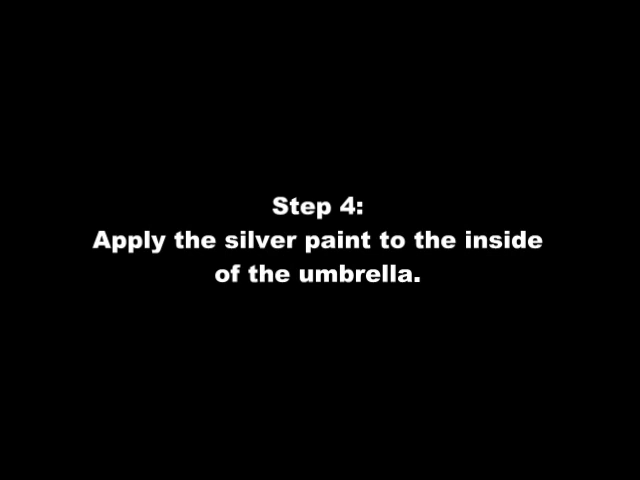 Step 4:
Apply the silver paint to the inside
of the umbrella.